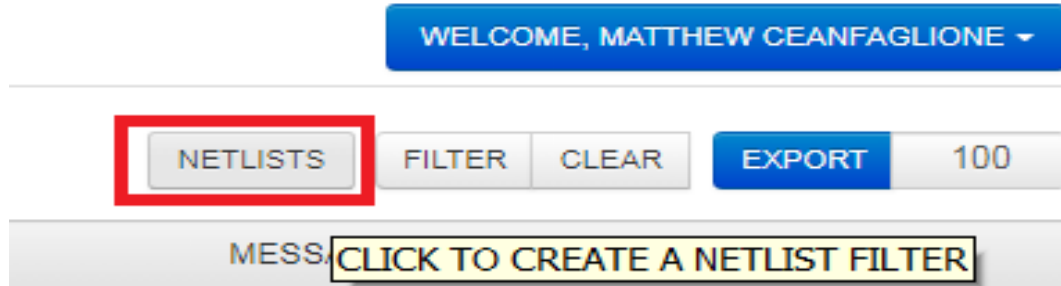 WELCOME, MATTHEW CEANFAGLIONE
NETLISTS FILTER CLEAR EXPORT 100
CLICK TO CREATE A NETLIST FILTER